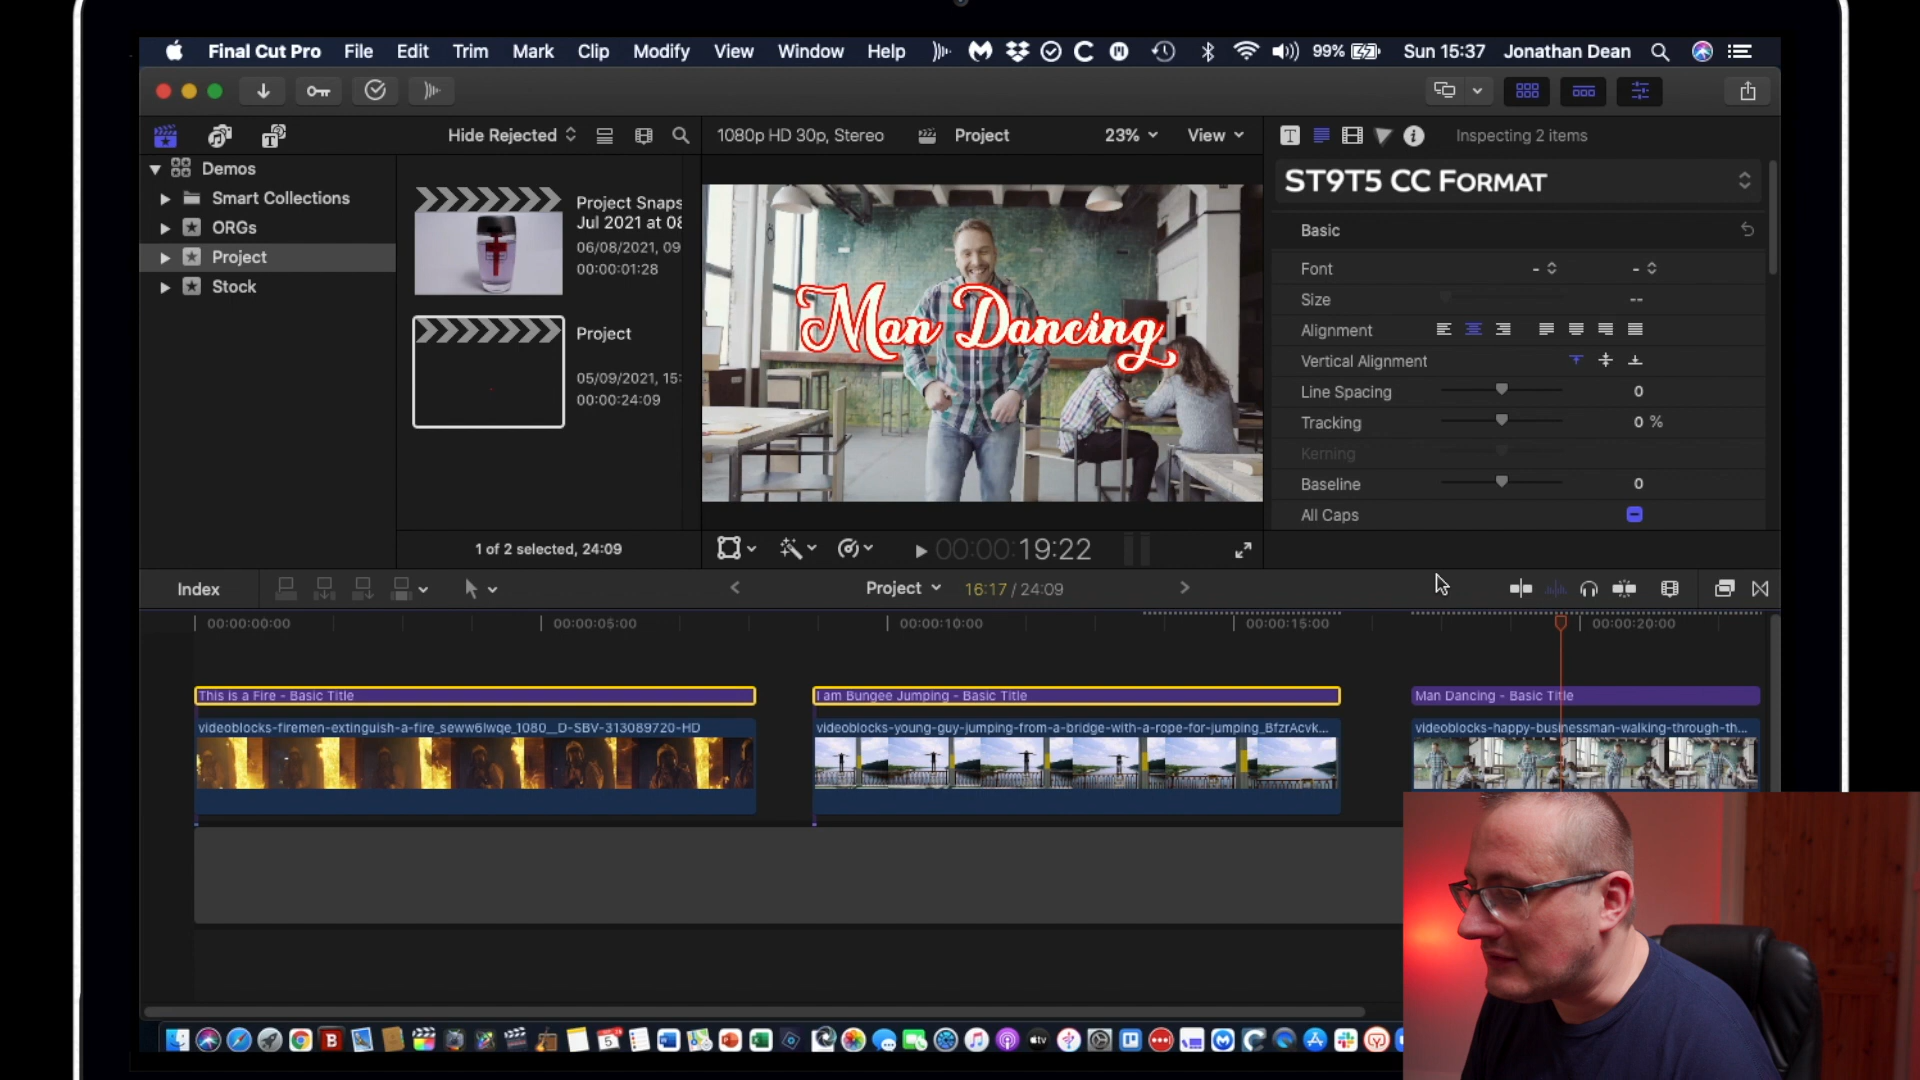 Final Cut Pro File Edit Trim Mark Clip Modify View Window Help 99% Sun 15:37 Jonathan Dean
Hide Rejected 1080p HD 30p, Stereo Project 23% View Inspecting 2 items
Demos
Smart Collections
ORGs
Project
Stock
Project Snaps
Jul 2021 at 08
06/08/2021, 09
00:00:01:28
Project
05/09/2021, 15:
00:00:24:09
1 of 2 selected, 24:09
Man Dancing
00:00:19:22
ST9T5 CC FORMAT
Basic
Font - -
Size --
Alignment
Vertical Alignment
Line Spacing 0
Tracking 0 %
Kerning
Baseline 0
All Caps
Index Project 16:17 / 24:09
00:00:00:00 00:00:05:00 00:00:10:00 00:00:15:00 00:00:20:00
This is a Fire - Basic Title I am Bungee Jumping - Basic Title Man Dancing - Basic Title
videoblocks-firemen-extinguish-a-fire_seww6lwqe_1080__D-SBV-313089720-HD videoblocks-young-guy-jumping-from-a-bridge-with-a-rope-for-jumping_BfzrAcvk... videoblocks-happy-businessman-walking-through-th...